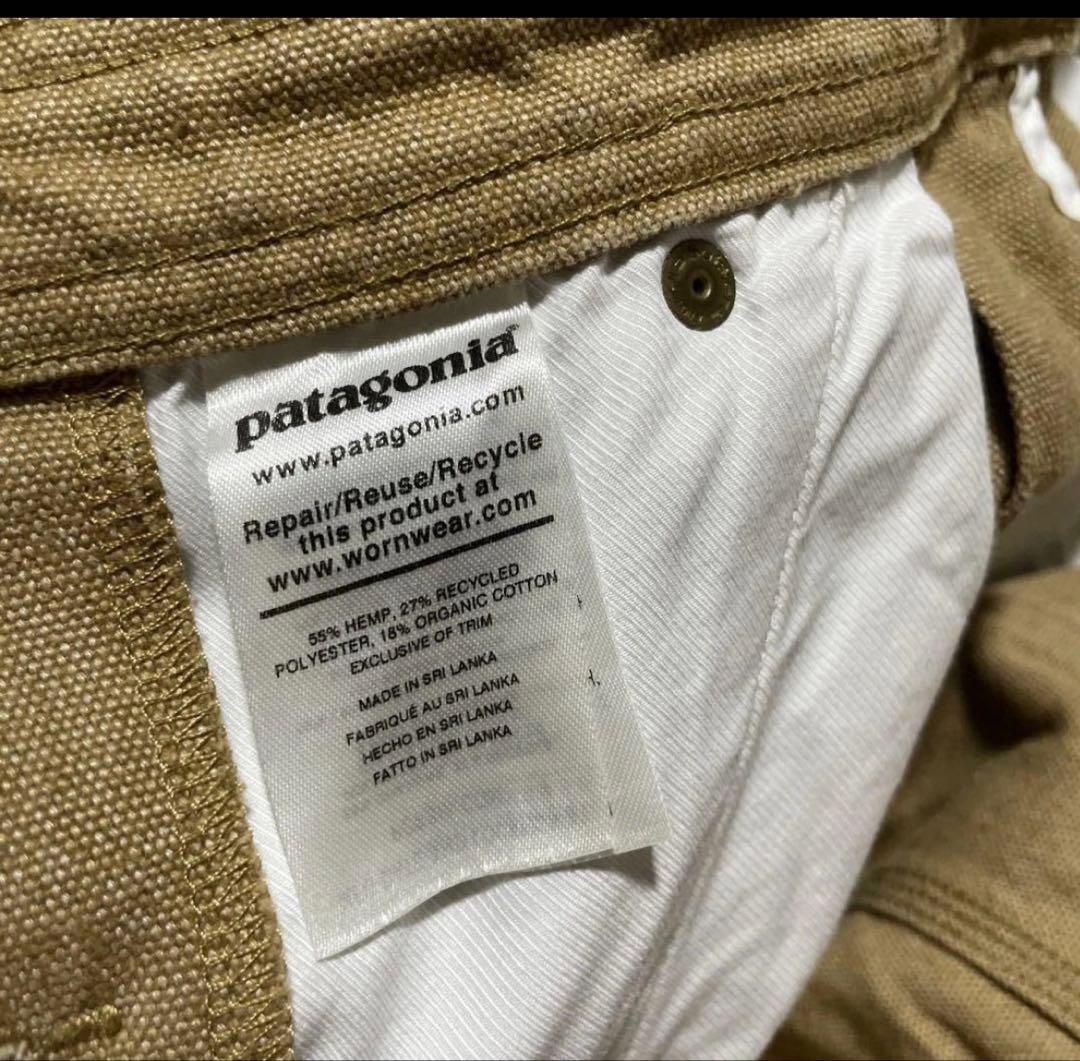 patagonia
www.patagonia.com
Repair/Reuse/Recycle
this product at
www.wornwear.com
55% HEMP, 27% RECYCLED
POLYESTER, 18% ORGANIC COTTON
EXCLUSIVE OF TRIM
MADE IN SRI LANKA
FABRIQUÉ AU SRI LANKA
HECHO EN SRI LANKA
FATTO IN SRI LANKA